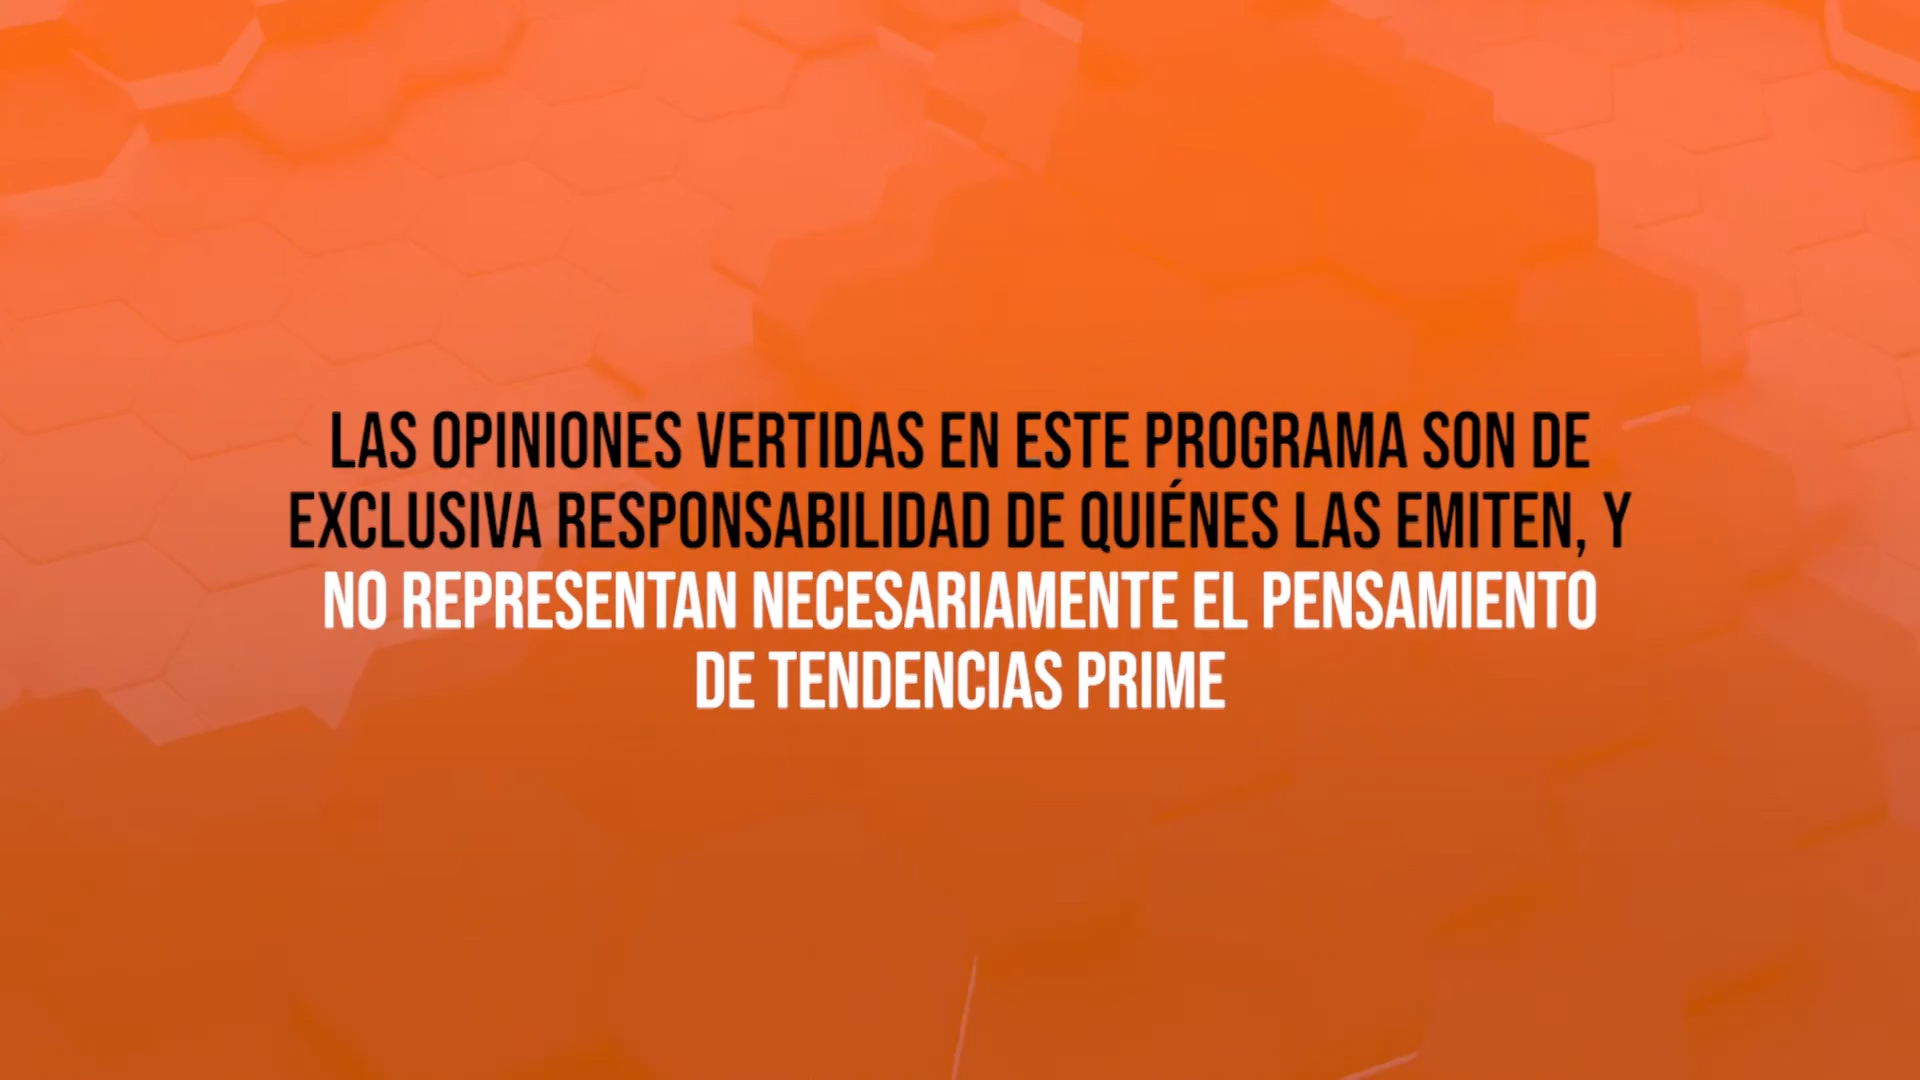 LAS OPINIONES VERTIDAS EN ESTE PROGRAMA SON DE
EXCLUSIVA RESPONSABILIDAD DE QUIÉNES LAS EMITEN, Y
NO REPRESENTAN NECESARIAMENTE EL PENSAMIENTO
DE TENDENCIAS PRIME